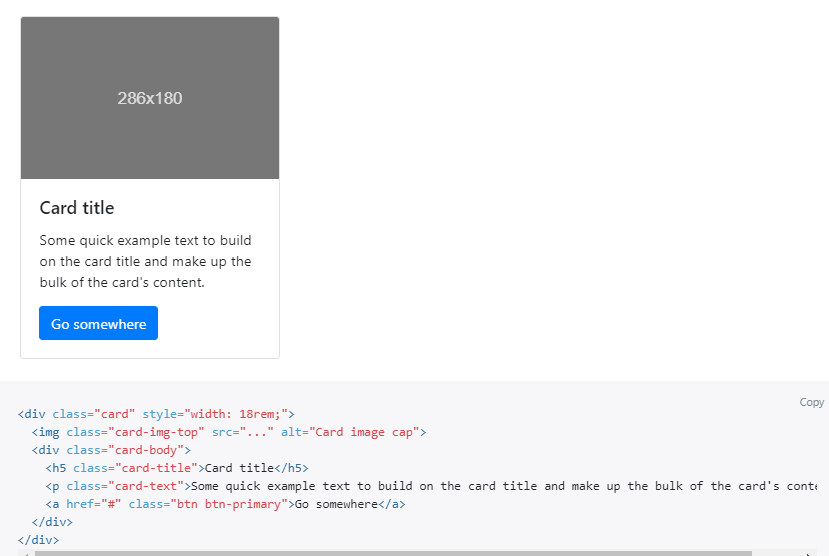 286x180
Card title
Some quick example text to build
on the card title and make up the
bulk of the card's content.
Go somewhere
Copy
<div class="card" style="width: 18rem;">
  <img class="card-img-top" src="..." alt="Card image cap">
  <div class="card-body">
    <h5 class="card-title">Card title</h5>
    <p class="card-text">Some quick example text to build on the card title and make up the bulk of the card's conte
    <a href="#" class="btn btn-primary">Go somewhere</a>
  </div>
</div>